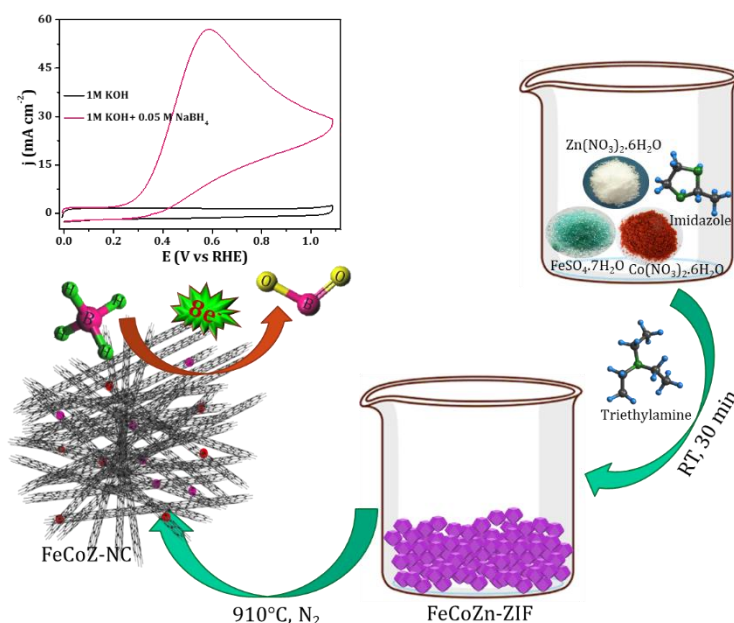 60
45
30
15
0
j (mA cm⁻²)
1M KOH
1M KOH+ 0.05 M NaBH₄
0.0 0.2 0.4 0.6 0.8 1.0
E (V vs RHE)
Zn(NO₃)₂.6H₂O
Imidazole
FeSO₄.7H₂O
Co(NO₃)₂.6H₂O
H
H
B
H
H
8e⁻
O
B
O
Triethylamine
RT, 30 min
FeCoZ-NC
910°C, N₂
FeCoZn-ZIF